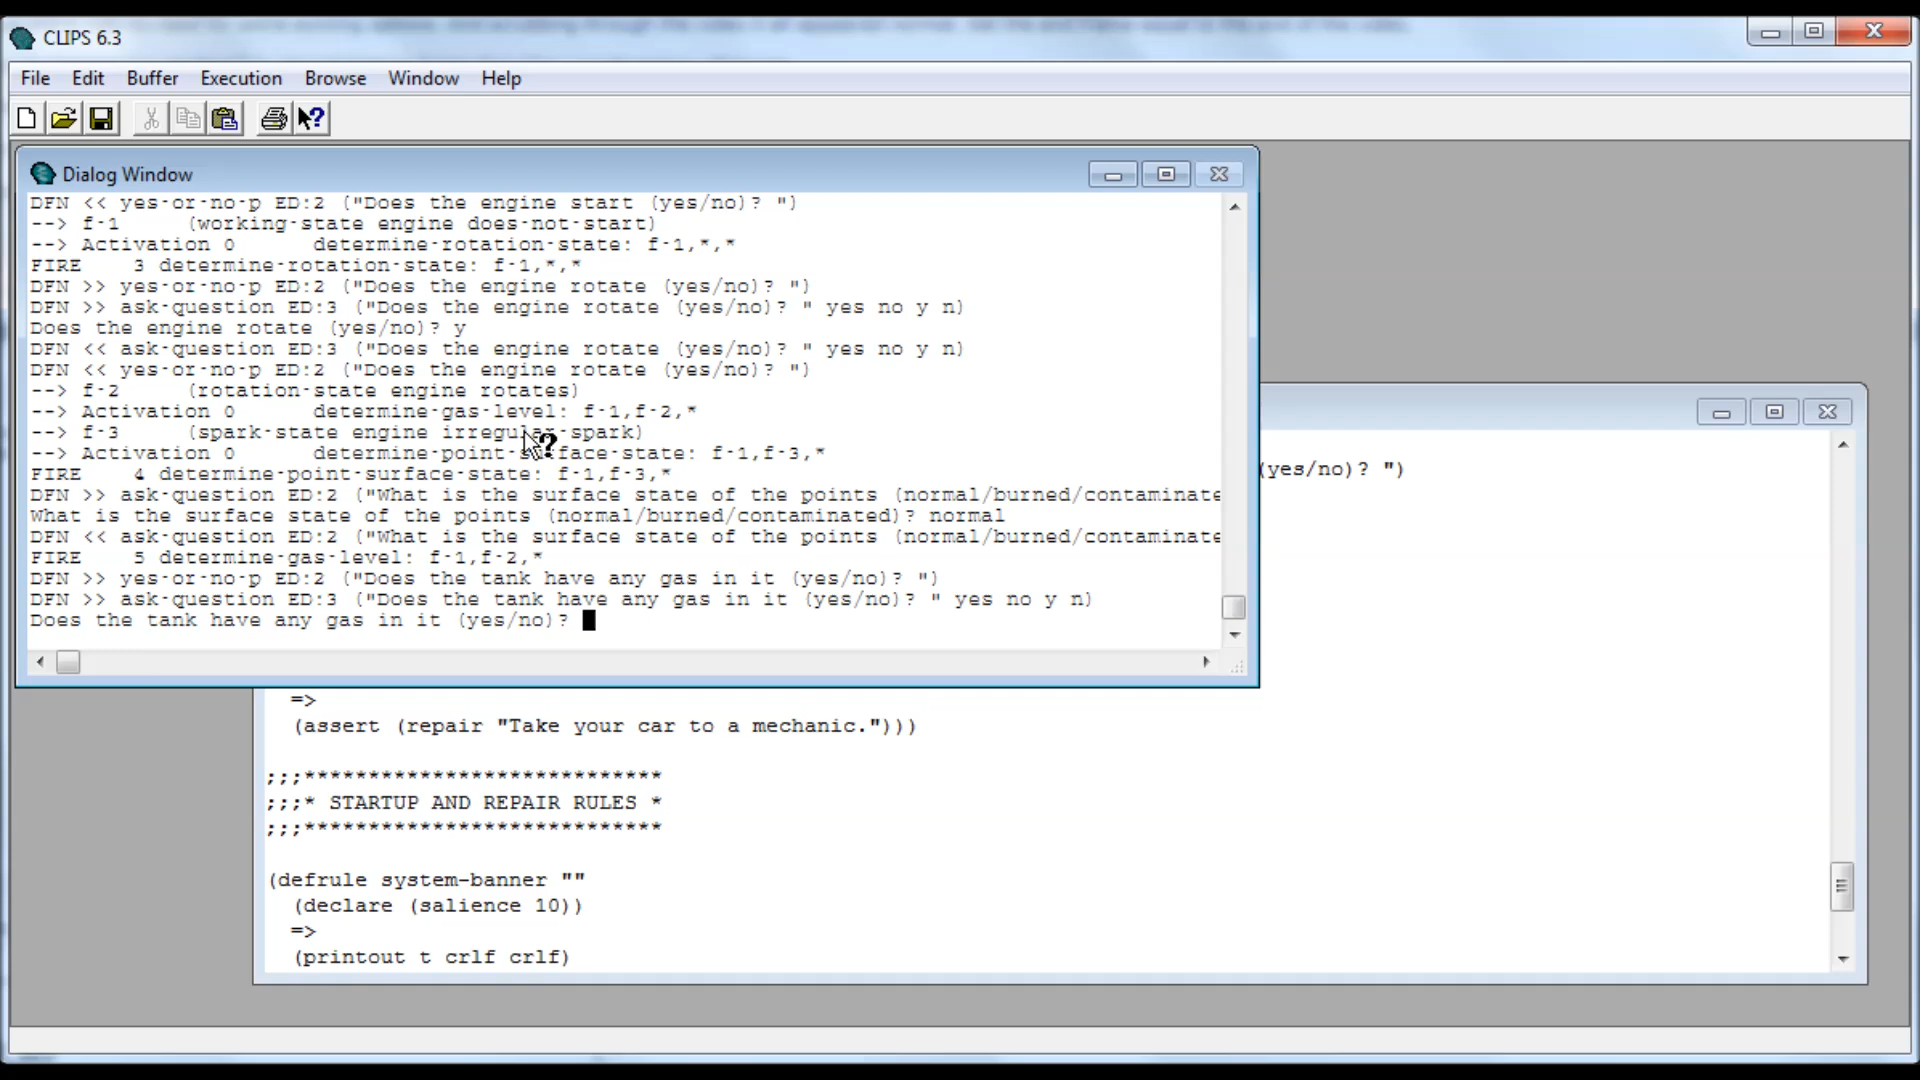 CLIPS 6.3
File Edit Buffer Execution Browse Window Help
Dialog Window
DFN << yes-or-no-p ED:2 ("Does the engine start (yes/no)? ")
--> f-1 (working-state engine does-not-start)
--> Activation 0 determine-rotation-state: f-1,*,*
FIRE 3 determine-rotation-state: f-1,*,*
DFN >> yes-or-no-p ED:2 ("Does the engine rotate (yes/no)? ")
DFN >> ask-question ED:3 ("Does the engine rotate (yes/no)? " yes no y n)
Does the engine rotate (yes/no)? y
DFN << ask-question ED:3 ("Does the engine rotate (yes/no)? " yes no y n)
DFN << yes-or-no-p ED:2 ("Does the engine rotate (yes/no)? ")
--> f-2 (rotation-state engine rotates)
--> Activation 0 determine-gas-level: f-1,f-2,*
--> f-3 (spark-state engine irregular-spark)
--> Activation 0 determine-point-surface-state: f-1,f-3,*
FIRE 4 determine-point-surface-state: f-1,f-3,*
DFN >> ask-question ED:2 ("What is the surface state of the points (normal/burned/contaminate
What is the surface state of the points (normal/burned/contaminated)? normal
DFN << ask-question ED:2 ("What is the surface state of the points (normal/burned/contaminate
FIRE 5 determine-gas-level: f-1,f-2,*
DFN >> yes-or-no-p ED:2 ("Does the tank have any gas in it (yes/no)? ")
DFN >> ask-question ED:3 ("Does the tank have any gas in it (yes/no)? " yes no y n)
Does the tank have any gas in it (yes/no)?
(yes/no)? ")
=>
(assert (repair "Take your car to a mechanic.")))
;;;****************************
;;;* STARTUP AND REPAIR RULES *
;;;****************************
(defrule system-banner ""
(declare (salience 10))
=>
(printout t crlf crlf)